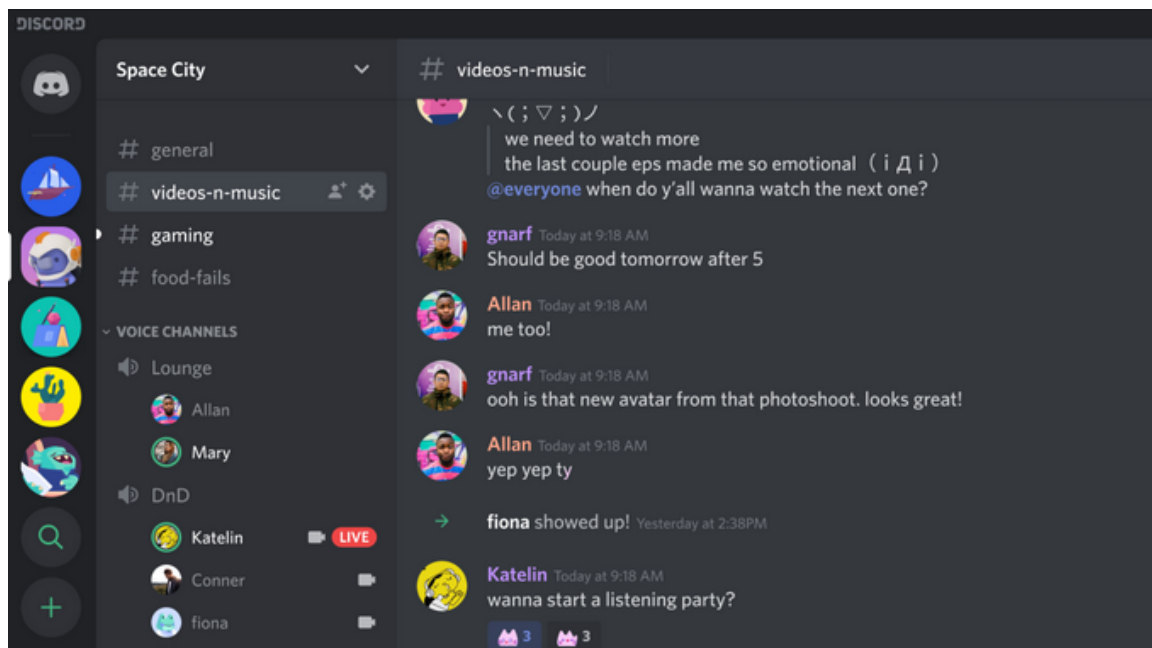 DISCORD
Space City
# general
# videos-n-music
# gaming
# food-fails
VOICE CHANNELS
Lounge
Allan
Mary
DnD
Katelin LIVE
Conner
fiona
# videos-n-music
ヽ(；▽；)ノ
we need to watch more
the last couple eps made me so emotional （ｉДｉ）
@everyone when do y’all wanna watch the next one?
gnarf Today at 9:18 AM
Should be good tomorrow after 5
Allan Today at 9:18 AM
me too!
gnarf Today at 9:18 AM
ooh is that new avatar from that photoshoot. looks great!
Allan Today at 9:18 AM
yep yep ty
fiona showed up! Yesterday at 2:38PM
Katelin Today at 9:18 AM
wanna start a listening party?
3 3